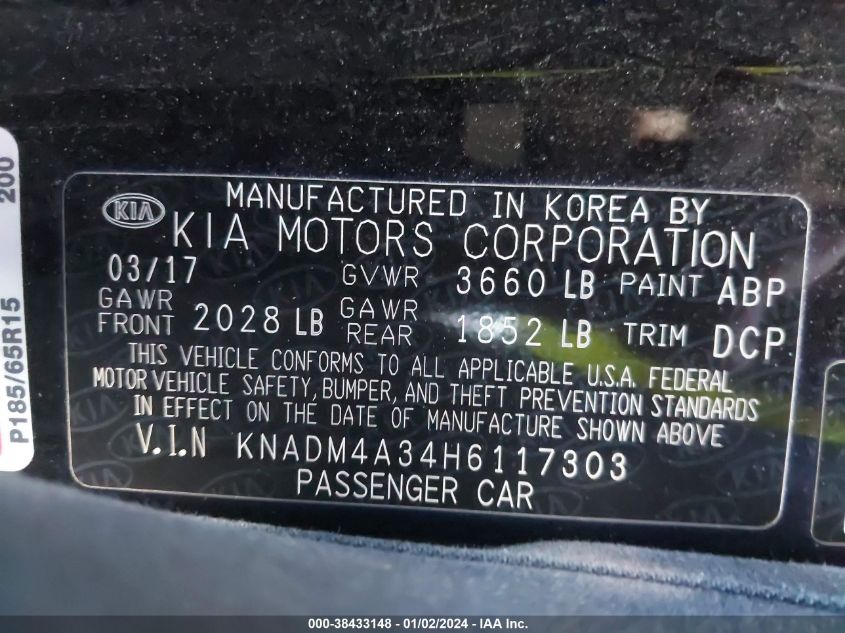 200
P185/65R15
KIA
MANUFACTURED IN KOREA BY
KIA MOTORS CORPORATION
03/17 GVWR 3660 LB PAINT ABP
GAWR FRONT 2028 LB GAWR REAR 1852 LB TRIM DCP
THIS VEHICLE CONFORMS TO ALL APPLICABLE U.S.A. FEDERAL
MOTOR VEHICLE SAFETY, BUMPER, AND THEFT PREVENTION STANDARDS
IN EFFECT ON THE DATE OF MANUFACTURE SHOWN ABOVE
V.I.N KNADM4A34H6117303
PASSENGER CAR
000-38433148 - 01/02/2024 - IAA Inc.